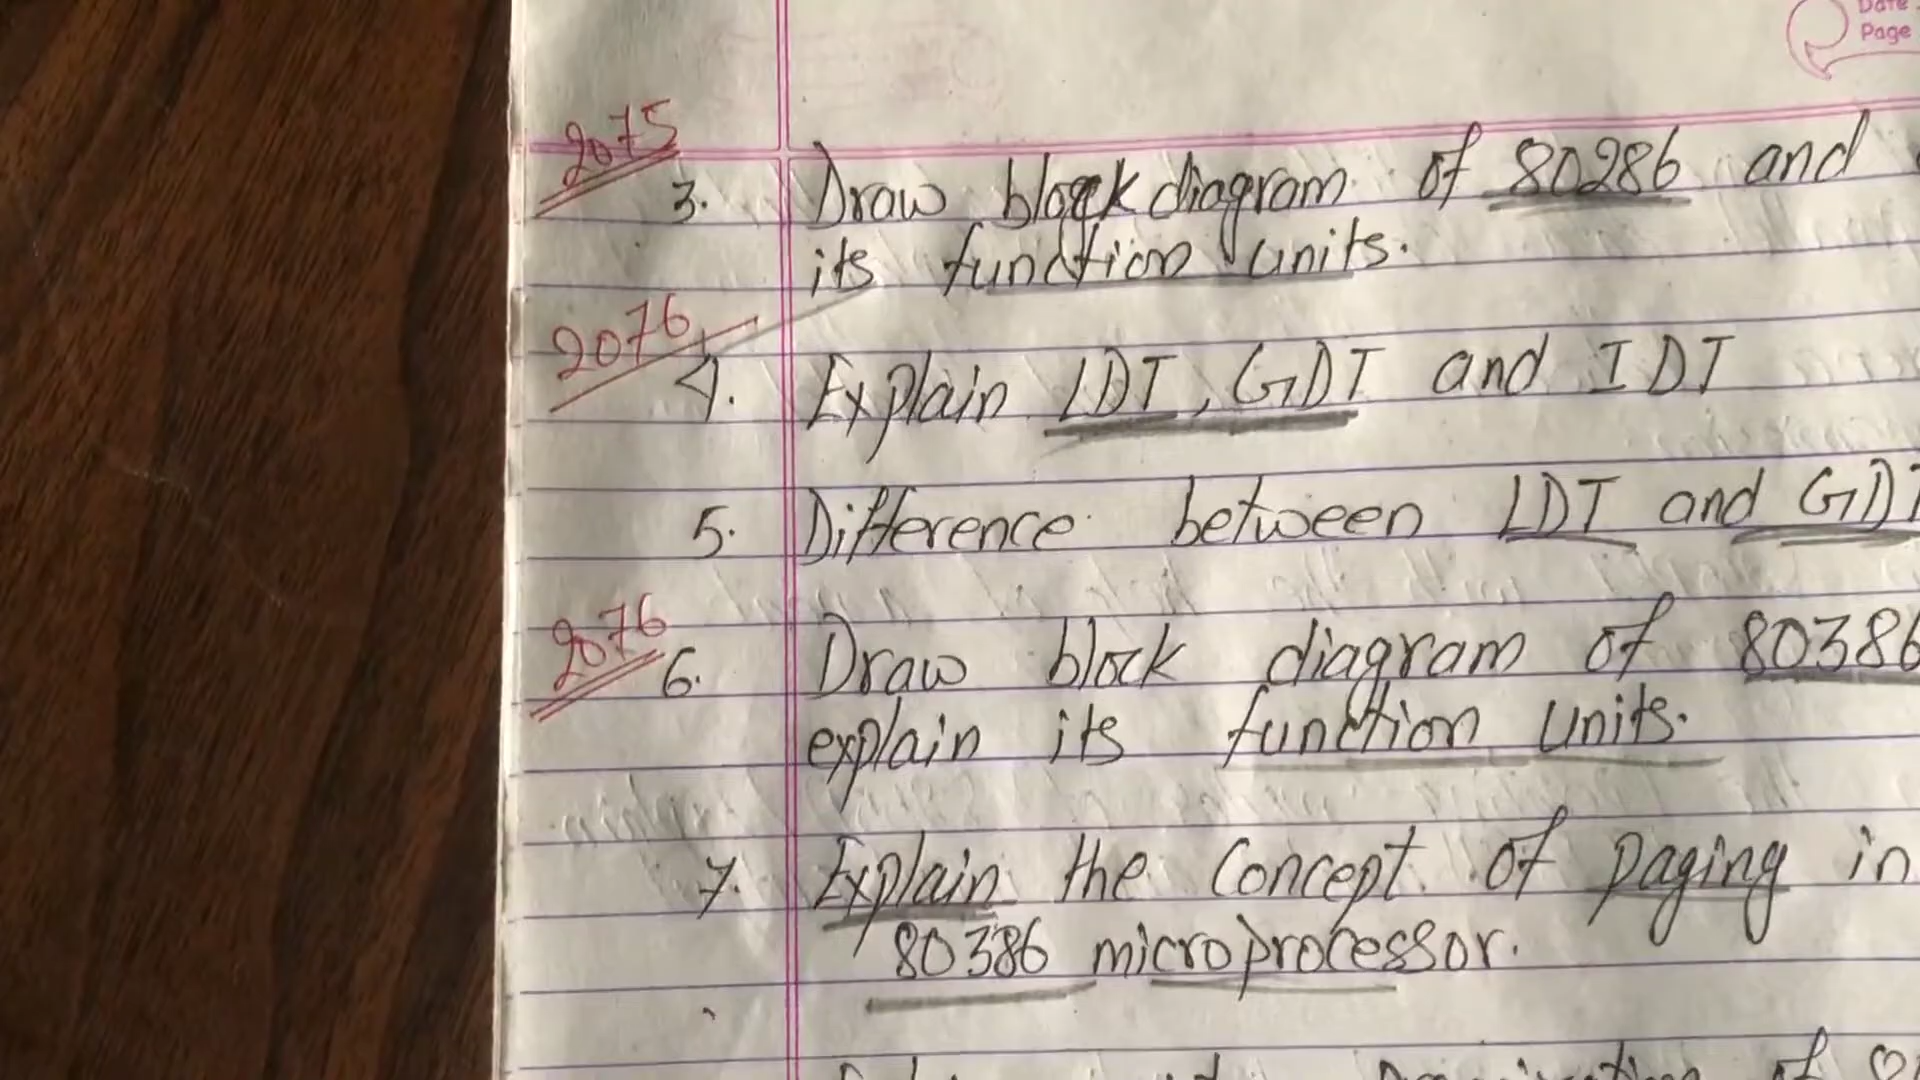 Date
Page
2075
3. Draw block diagram of 80286 and
its function units.
2076
4. Explain LDT, GDT and IDT
5. Difference between LDT and GDT
2076
6. Draw block diagram of 80386
explain its function units.
7. Explain the Concept of paging in
80386 microprocessor.
of